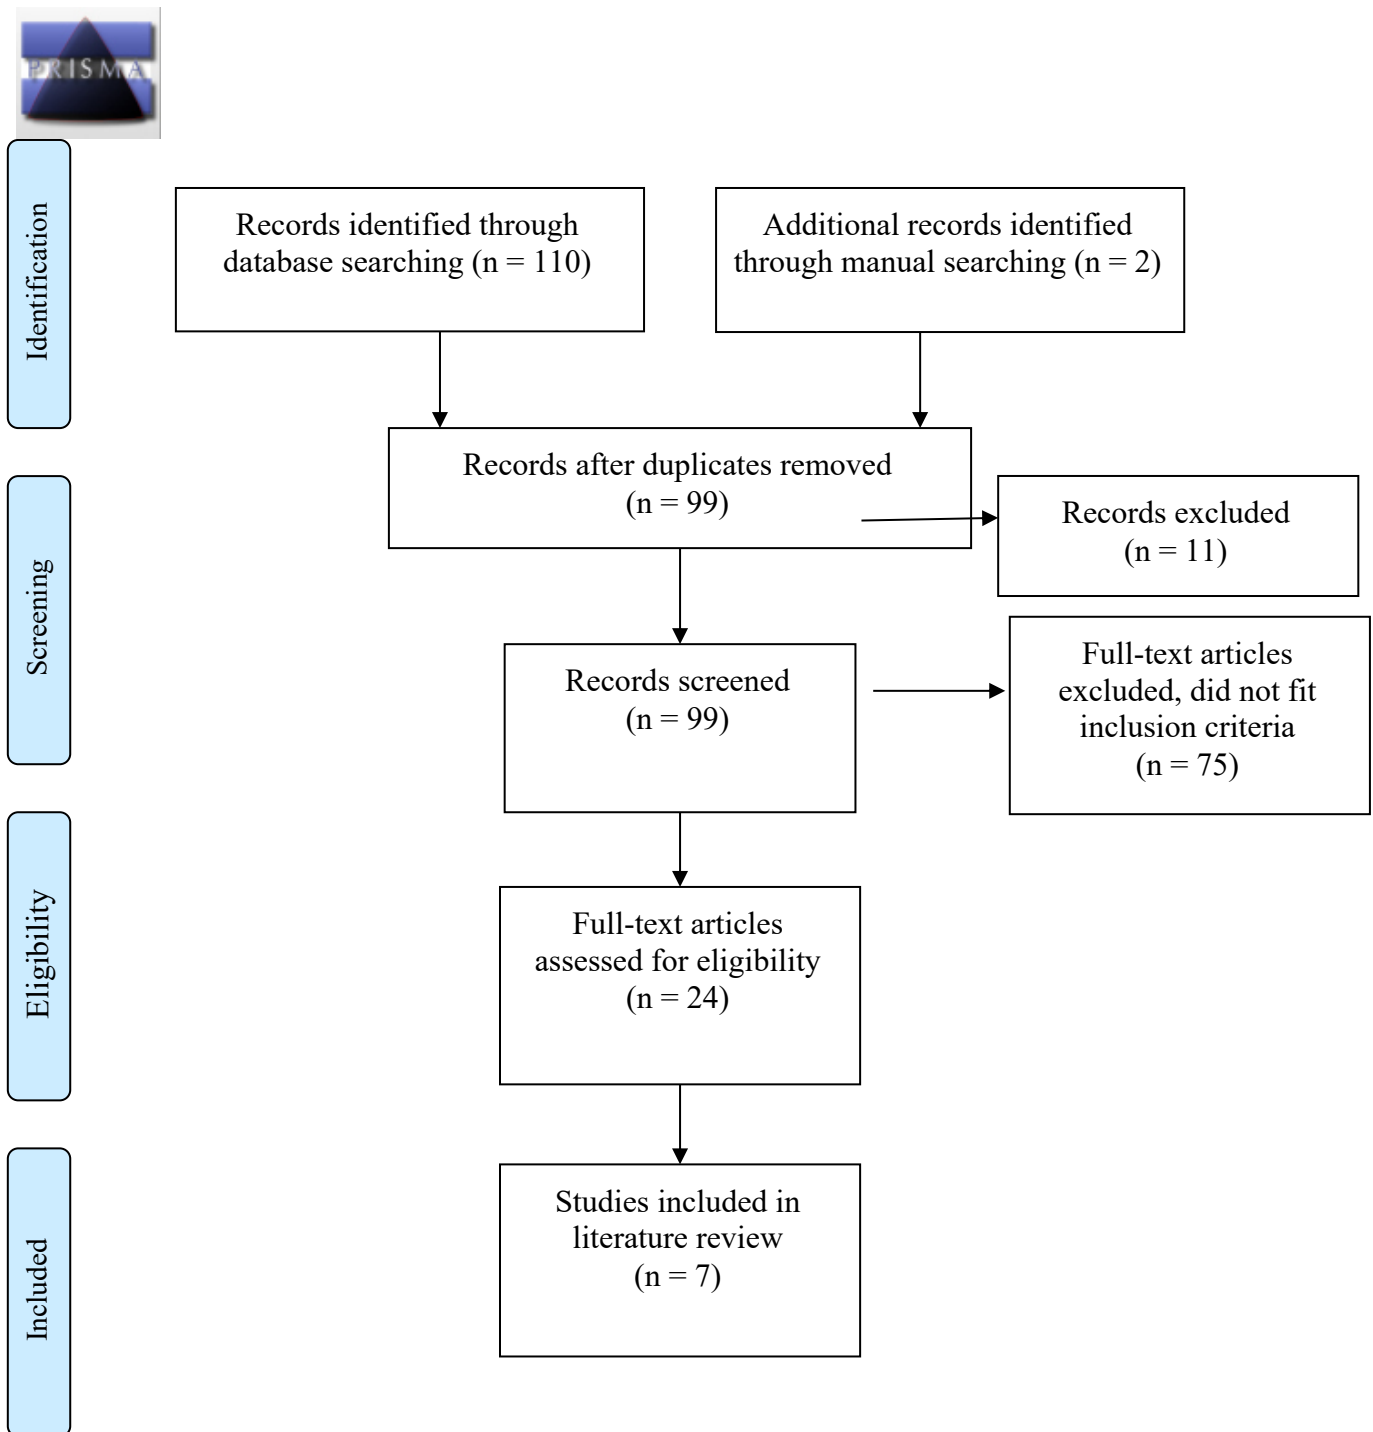 PRISMA
Identification
Records identified through
database searching (n = 110)
Additional records identified
through manual searching (n = 2)
Records after duplicates removed
(n = 99)
Records excluded
(n = 11)
Screening
Records screened
(n = 99)
Full-text articles
excluded, did not fit
inclusion criteria
(n = 75)
Eligibility
Full-text articles
assessed for eligibility
(n = 24)
Included
Studies included in
literature review
(n = 7)